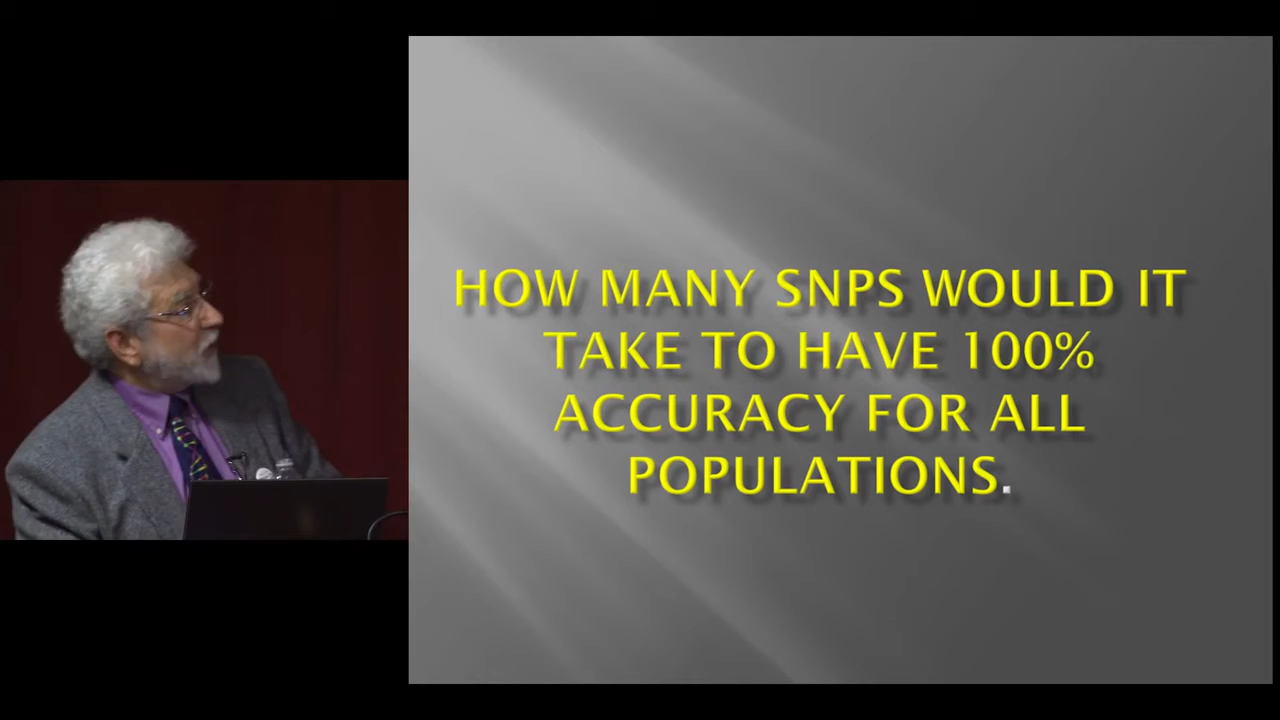 HOW MANY SNPS WOULD IT
TAKE TO HAVE 100%
ACCURACY FOR ALL
POPULATIONS.